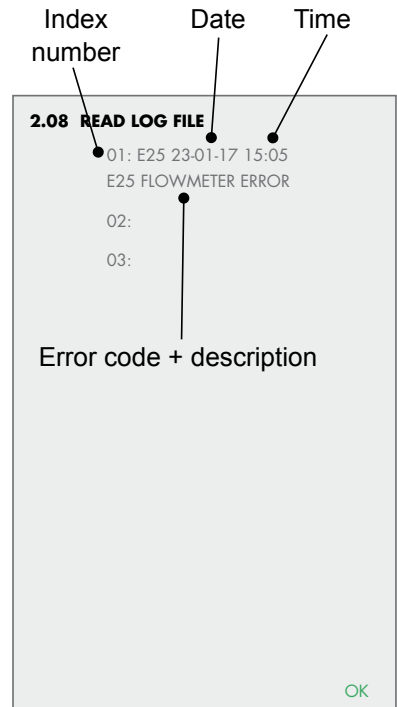 Index number
Date
Time
2.08 READ LOG FILE
01: E25 23-01-17 15:05
E25 FLOWMETER ERROR
02:
03:
Error code + description
OK